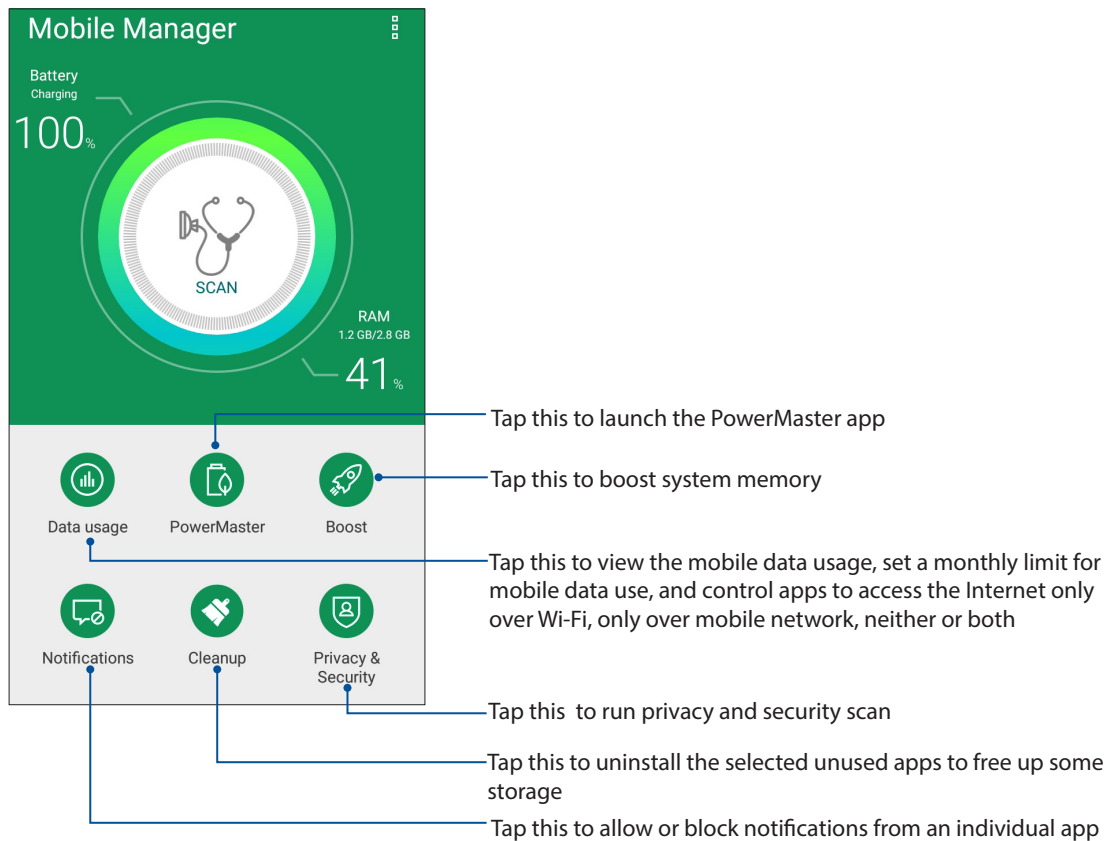 Mobile Manager
Battery
Charging
100%
SCAN
RAM
1.2 GB/2.8 GB
41%
Tap this to launch the PowerMaster app
Tap this to boost system memory
Data usage
PowerMaster
Boost
Tap this to view the mobile data usage, set a monthly limit for
mobile data use, and control apps to access the Internet only
over Wi-Fi, only over mobile network, neither or both
Notifications
Cleanup
Privacy &
Security
Tap this  to run privacy and security scan
Tap this to uninstall the selected unused apps to free up some
storage
Tap this to allow or block notifications from an individual app